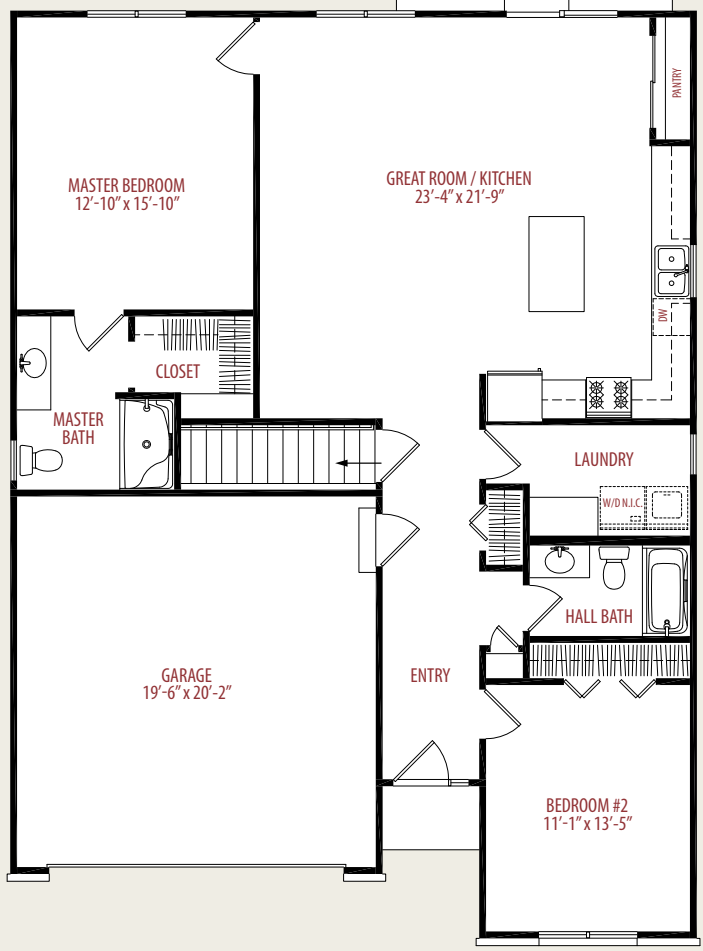 PANTRY
MASTER BEDROOM
12’-10” x 15’-10”
GREAT ROOM / KITCHEN
23’-4” x 21’-9”
DW
CLOSET
MASTER
BATH
LAUNDRY
W/D N.I.C.
HALL BATH
GARAGE
19’-6” x 20’-2”
ENTRY
BEDROOM #2
11’-1” x 13’-5”